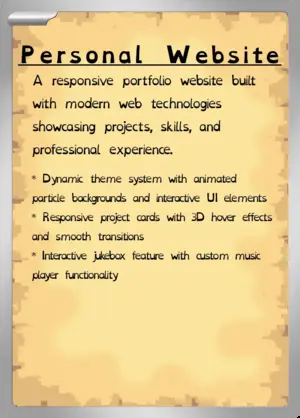 Personal Website
A responsive portfolio website built
with modern web technologies
showcasing projects, skills, and
professional experience.
* Dynamic theme system with animated
particle backgrounds and interactive UI elements
* Responsive project cards with 3D hover effects
and smooth transitions
* Interactive jukebox feature with custom music
player functionality